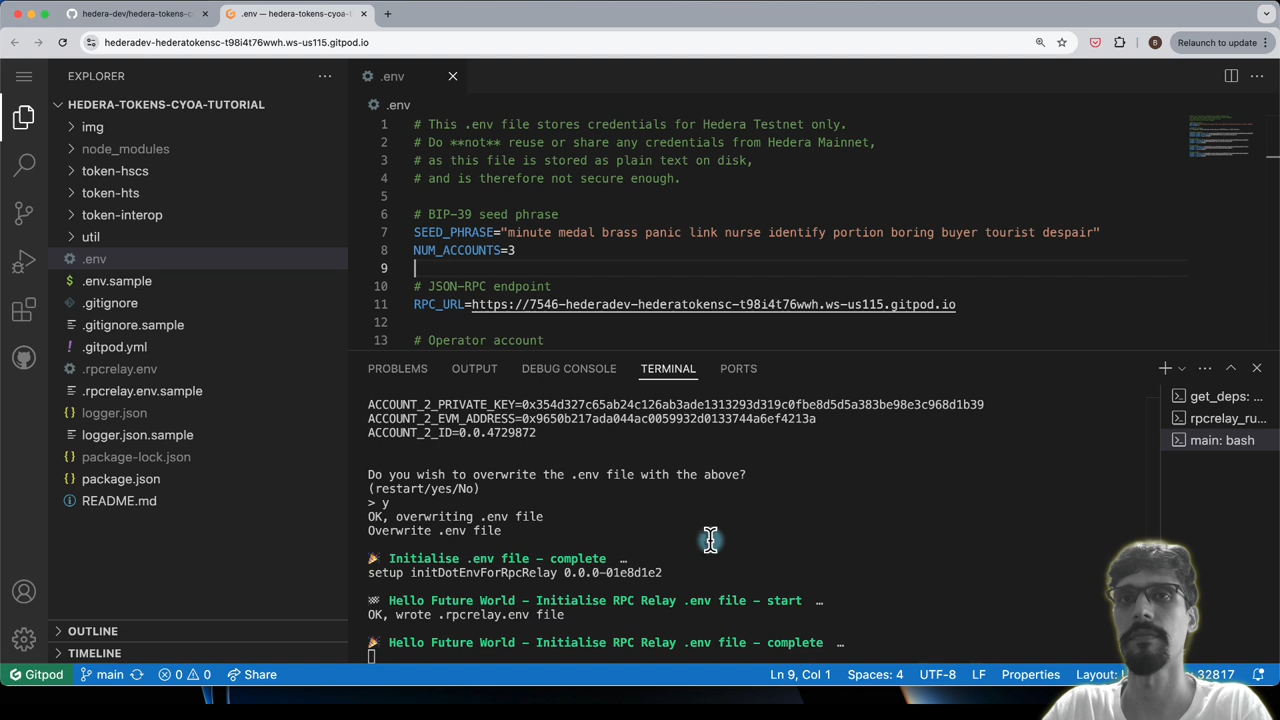 hedera-dev/hedera-tokens-c
.env — hedera-tokens-cyoa-t
hederadev-hederatokensc-t98i4t76wwh.ws-us115.gitpod.io
B
Relaunch to update
EXPLORER
.env
HEDERA-TOKENS-CYOA-TUTORIAL
img
node_modules
token-hscs
token-hts
token-interop
util
.env
.env.sample
.gitignore
.gitignore.sample
.gitpod.yml
.rpcrelay.env
.rpcrelay.env.sample
logger.json
logger.json.sample
package-lock.json
package.json
README.md
OUTLINE
TIMELINE
.env
1 # This .env file stores credentials for Hedera Testnet only.
2 # Do **not** reuse or share any credentials from Hedera Mainnet,
3 # as this file is stored as plain text on disk,
4 # and is therefore not secure enough.
5
6 # BIP-39 seed phrase
7 SEED_PHRASE="minute medal brass panic link nurse identify portion boring buyer tourist despair"
8 NUM_ACCOUNTS=3
9
10 # JSON-RPC endpoint
11 RPC_URL=https://7546-hederadev-hederatokensc-t98i4t76wwh.ws-us115.gitpod.io
12
13 # Operator account
PROBLEMS OUTPUT DEBUG CONSOLE TERMINAL PORTS
ACCOUNT_2_PRIVATE_KEY=0x354d327c65ab24c126ab3ade1313293d319c0fbe8d5d5a383be98e3c968d1b39
ACCOUNT_2_EVM_ADDRESS=0x9650b217ada044ac0059932d0133744a6ef4213a
ACCOUNT_2_ID=0.0.4729872
Do you wish to overwrite the .env file with the above?
(restart/yes/No)
> y
OK, overwriting .env file
Overwrite .env file
Initialise .env file – complete …
setup initDotEnvForRpcRelay 0.0.0-01e8d1e2
Hello Future World – Initialise RPC Relay .env file – start …
OK, wrote .rpcrelay.env file
Hello Future World – Initialise RPC Relay .env file – complete …
get_deps: ...
rpcrelay_ru...
main: bash
Gitpod
main
0 0
Share
Ln 9, Col 1
Spaces: 4
UTF-8
LF
Properties
Layout:
32817